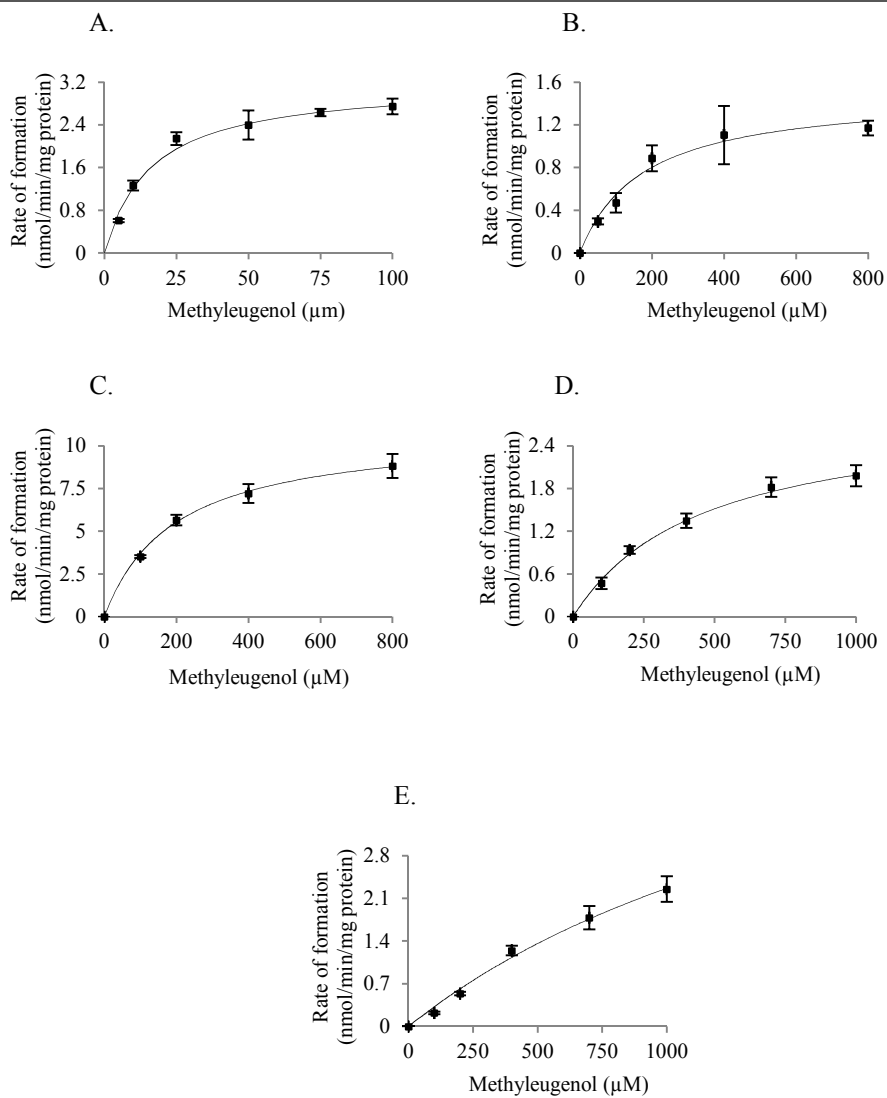 A.
Rate of formation
(nmol/min/mg protein)
3.2
2.4
1.6
0.8
0
0
25
50
75
100
Methyleugenol (µm)
B.
Rate of formation
(nmol/min/mg protein)
1.6
1.2
0.8
0.4
0
0
200
400
600
800
Methyleugenol (µM)
C.
Rate of formation
(nmol/min/mg protein)
10
7.5
5
2.5
0
0
200
400
600
800
Methyleugenol (µM)
D.
Rate of formation
(nmol/min/mg protein)
2.4
1.8
1.2
0.6
0
0
250
500
750
1000
Methyleugenol (µM)
E.
Rate of formation
(nmol/min/mg protein)
2.8
2.1
1.4
0.7
0
0
250
500
750
1000
Methyleugenol (µM)